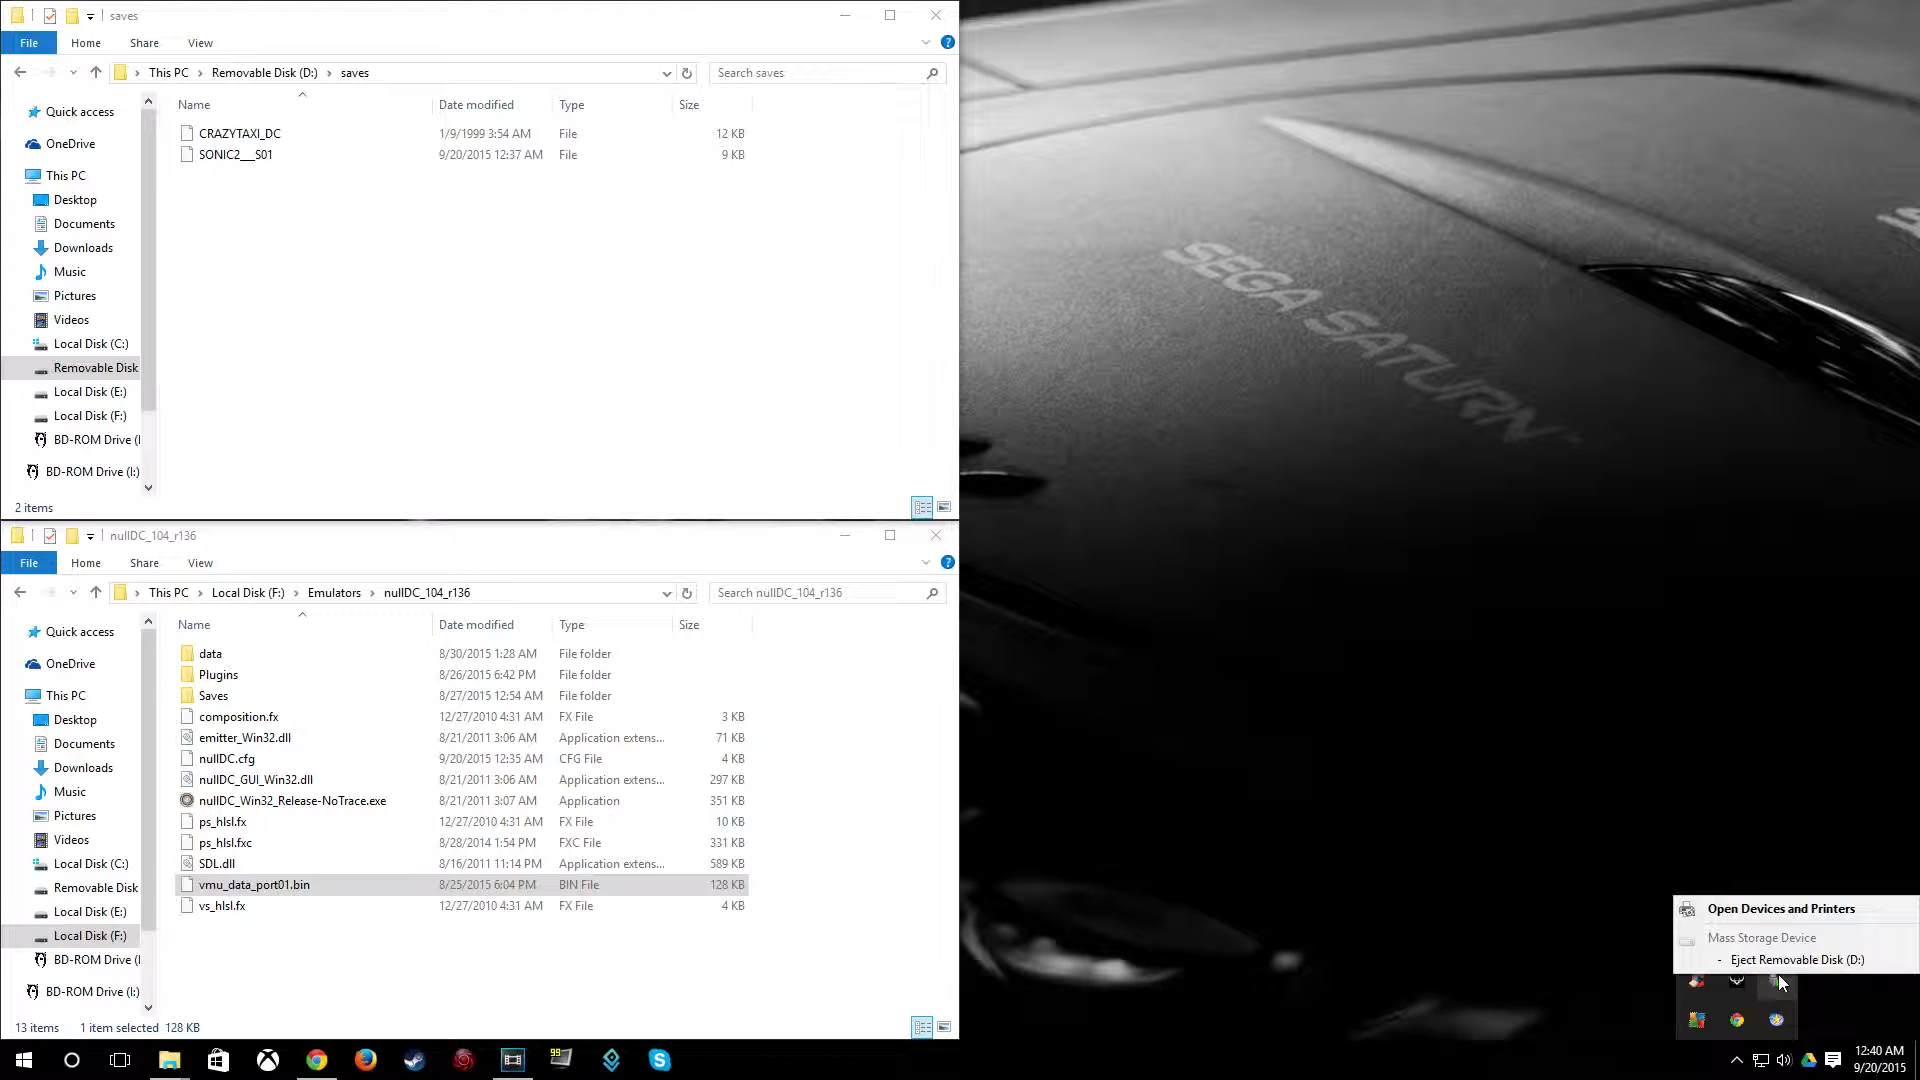 saves
File Home Share View
This PC Removable Disk (D:) saves
Search saves
Name Date modified Type Size
CRAZYTAXI_DC 1/9/1999 3:54 AM File 12 KB
SONIC2___S01 9/20/2015 12:37 AM File 9 KB
Quick access
OneDrive
This PC
Desktop
Documents
Downloads
Music
Pictures
Videos
Local Disk (C:)
Removable Disk
Local Disk (E:)
Local Disk (F:)
BD-ROM Drive (
BD-ROM Drive (I:)
2 items
SEGA SATURN
nullDC_104_r136
File Home Share View
This PC Local Disk (F:) Emulators nullDC_104_r136
Search nullDC_104_r136
Name Date modified Type Size
data 8/30/2015 1:28 AM File folder
Plugins 8/26/2015 6:42 PM File folder
Saves 8/27/2015 12:54 AM File folder
composition.fx 12/27/2010 4:31 AM FX File 3 KB
emitter_Win32.dll 8/21/2011 3:06 AM Application extens... 71 KB
nullDC.cfg 9/20/2015 12:35 AM CFG File 4 KB
nullDC_GUI_Win32.dll 8/21/2011 3:06 AM Application extens... 297 KB
nullDC_Win32_Release-NoTrace.exe 8/21/2011 3:07 AM Application 351 KB
ps_hlsl.fx 12/27/2010 4:31 AM FX File 10 KB
ps_hlsl.fxc 8/28/2014 1:54 PM FXC File 331 KB
SDL.dll 8/16/2011 11:14 PM Application extens... 589 KB
vmu_data_port01.bin 8/25/2015 6:04 PM BIN File 128 KB
vs_hlsl.fx 12/27/2010 4:31 AM FX File 4 KB
Quick access
OneDrive
This PC
Desktop
Documents
Downloads
Music
Pictures
Videos
Local Disk (C:)
Removable Disk
Local Disk (E:)
Local Disk (F:)
BD-ROM Drive (
BD-ROM Drive (I:)
13 items 1 item selected 128 KB
Open Devices and Printers
Mass Storage Device
- Eject Removable Disk (D:)
99
12:40 AM
9/20/2015